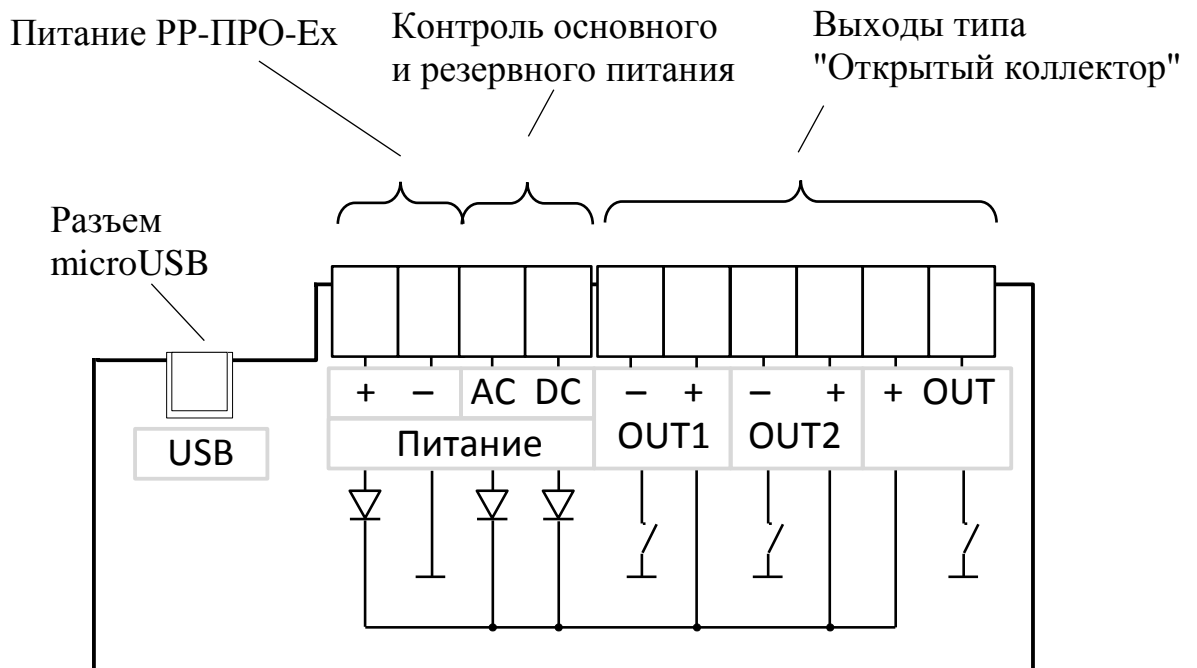 Питание РР-ПРО-Ex
Контроль основного
и резервного питания
Выходы типа
"Открытый коллектор"
Разъем
microUSB
+ – AC DC – + – + + OUT
Питание OUT1 OUT2
USB